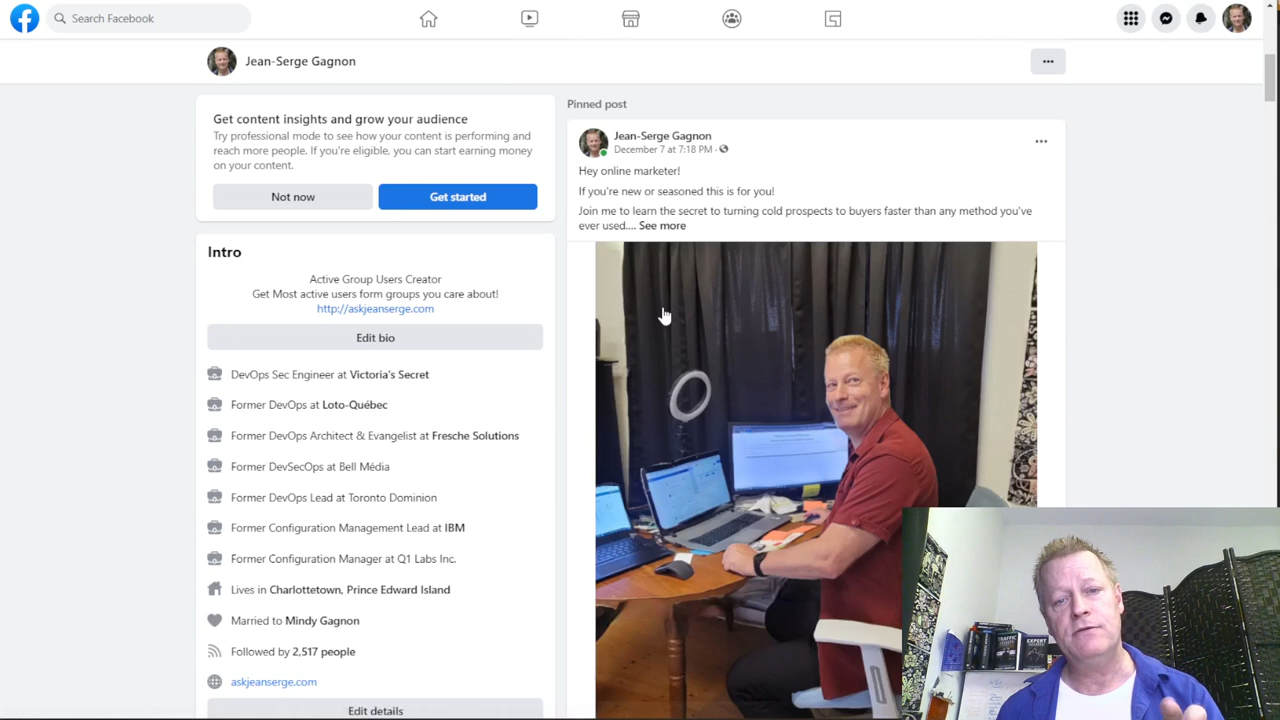 Search Facebook
Jean-Serge Gagnon
Get content insights and grow your audience
Try professional mode to see how your content is performing and
reach more people. If you're eligible, you can start earning money
on your content.
Not now
Get started
Intro
Active Group Users Creator
Get Most active users form groups you care about!
http://askjeanserge.com
Edit bio
DevOps Sec Engineer at Victoria's Secret
Former DevOps at Loto-Québec
Former DevOps Architect & Evangelist at Fresche Solutions
Former DevSecOps at Bell Média
Former DevOps Lead at Toronto Dominion
Former Configuration Management Lead at IBM
Former Configuration Manager at Q1 Labs Inc.
Lives in Charlottetown, Prince Edward Island
Married to Mindy Gagnon
Followed by 2,517 people
askjeanserge.com
Edit details
Pinned post
Jean-Serge Gagnon
December 7 at 7:18 PM ·
Hey online marketer!
If you're new or seasoned this is for you!
Join me to learn the secret to turning cold prospects to buyers faster than any method you've
ever used.... See more
TRAFFIC
EXPERT